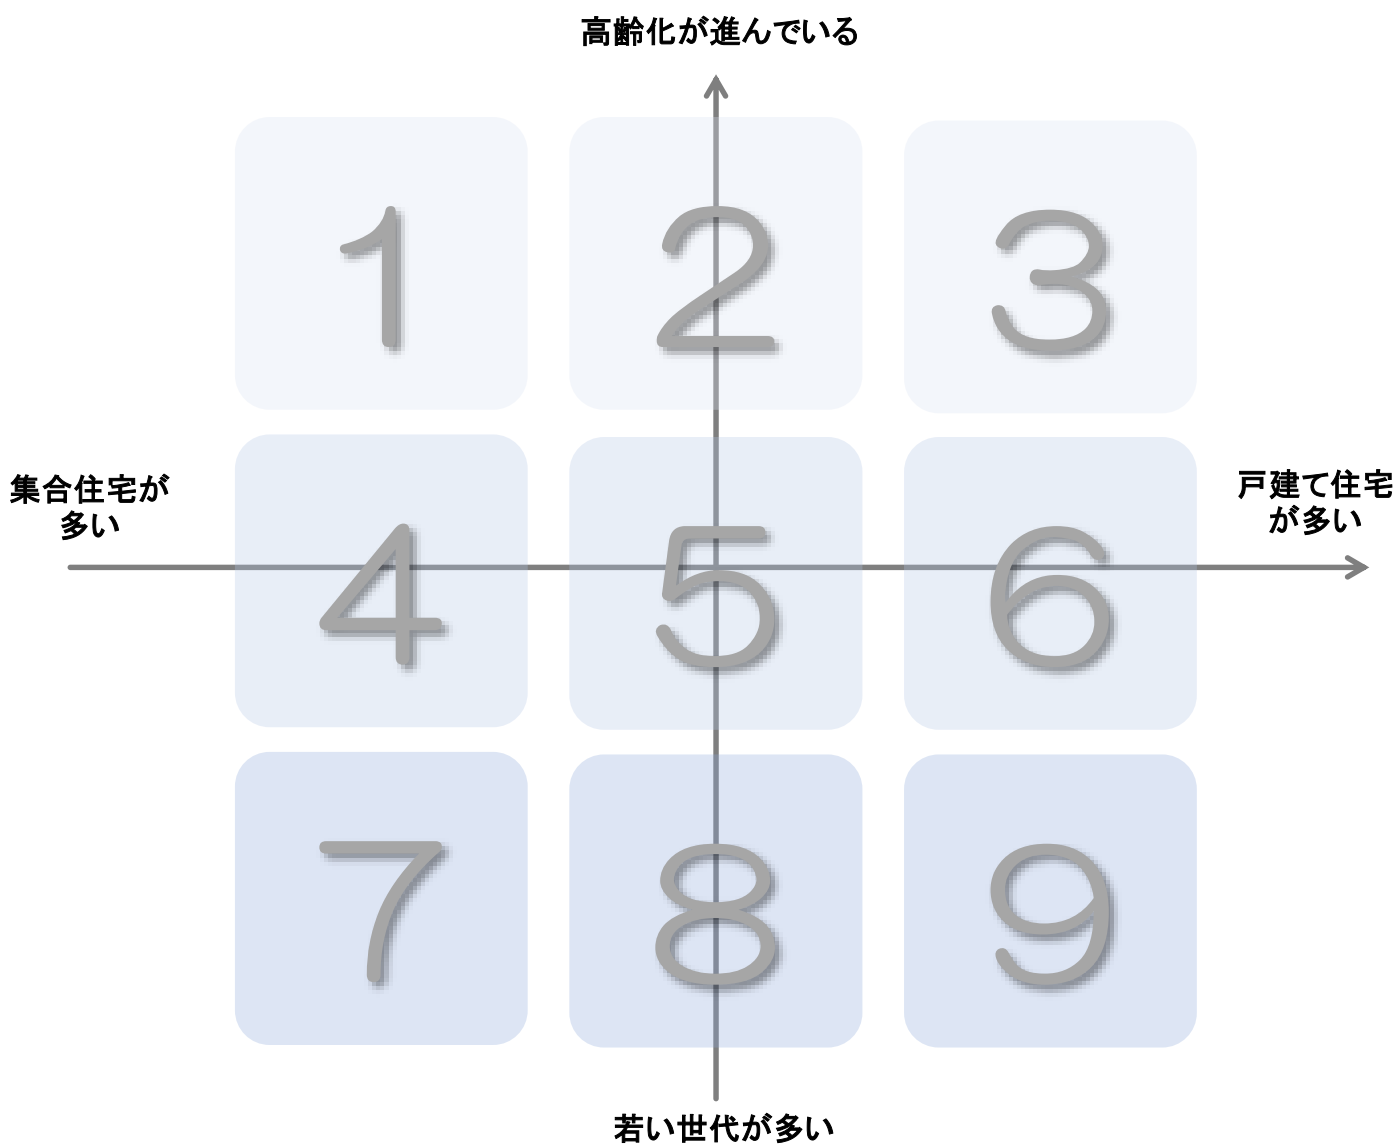 高齢化が進んでいる
1 2 3
集合住宅が
多い
戸建て住宅
が多い
4 5 6
7 8 9
若い世代が多い